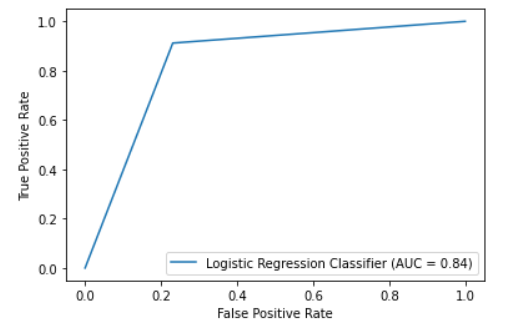 1.0
0.8
0.6
0.4
0.2
0.0
True Positive Rate
Logistic Regression Classifier (AUC = 0.84)
0.0 0.2 0.4 0.6 0.8 1.0
False Positive Rate